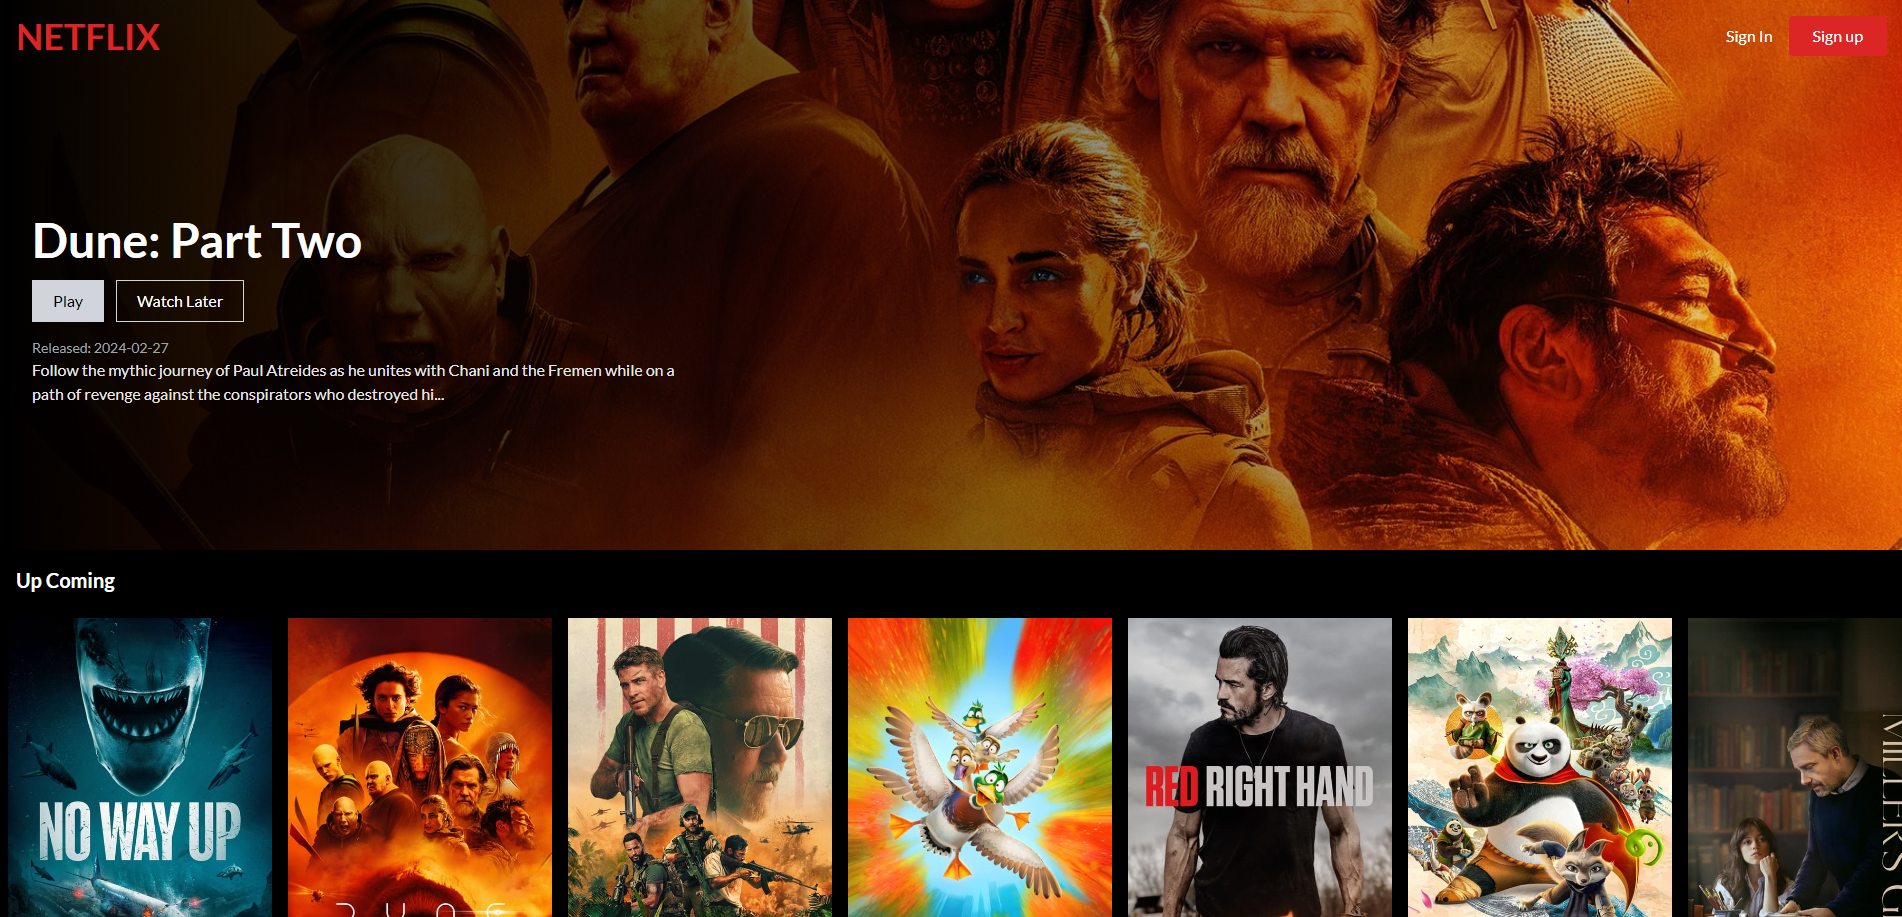 NETFLIX
Sign In
Sign up
Dune: Part Two
Play
Watch Later
Released: 2024-02-27
Follow the mythic journey of Paul Atreides as he unites with Chani and the Fremen while on a
path of revenge against the conspirators who destroyed hi...
Up Coming
NO WAY UP
RED RIGHT HAND
MILLER'S G